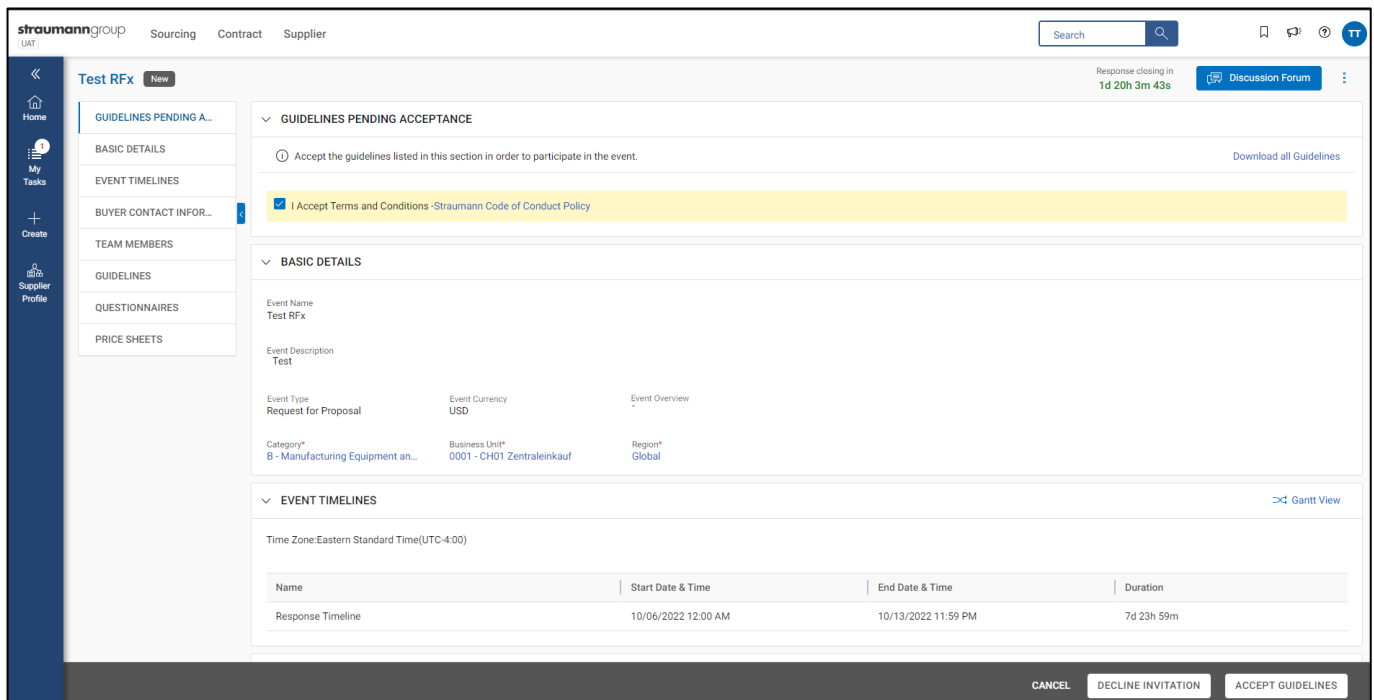 straumanngroup
UAT
Sourcing Contract Supplier
Search
TT
Home
1
My
Tasks
Create
Supplier
Profile
Test RFx New
Response closing in
1d 20h 3m 43s
Discussion Forum
GUIDELINES PENDING A...
BASIC DETAILS
EVENT TIMELINES
BUYER CONTACT INFOR...
TEAM MEMBERS
GUIDELINES
QUESTIONNAIRES
PRICE SHEETS
GUIDELINES PENDING ACCEPTANCE
Accept the guidelines listed in this section in order to participate in the event. Download all Guidelines
I Accept Terms and Conditions -Straumann Code of Conduct Policy
BASIC DETAILS
Event Name
Test RFx
Event Description
Test
Event Type Event Currency Event Overview
Request for Proposal USD -
Category* Business Unit* Region*
B - Manufacturing Equipment an... 0001 - CH01 Zentraleinkauf Global
EVENT TIMELINES Gantt View
Time Zone:Eastern Standard Time(UTC-4:00)
Name Start Date & Time End Date & Time Duration
Response Timeline 10/06/2022 12:00 AM 10/13/2022 11:59 PM 7d 23h 59m
CANCEL DECLINE INVITATION ACCEPT GUIDELINES